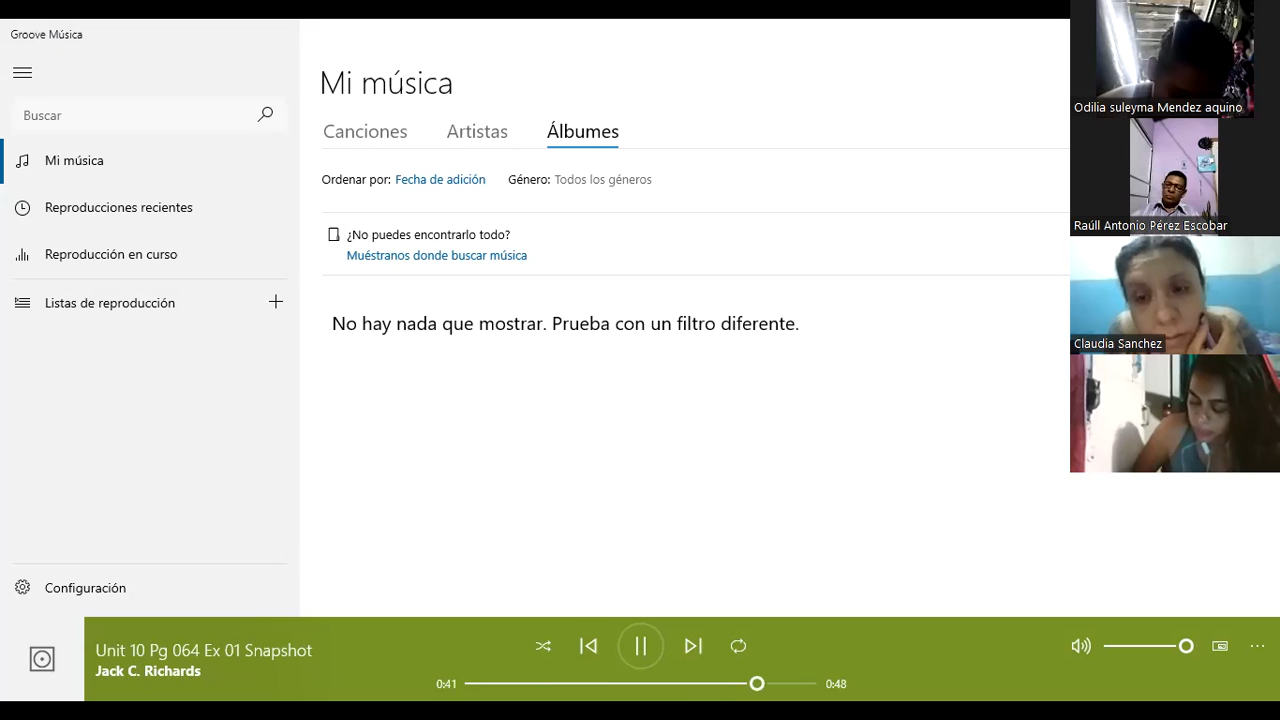 Groove Música
Buscar
Mi música
Reproducciones recientes
Reproducción en curso
Listas de reproducción
Configuración
Mi música
Canciones Artistas Álbumes
Ordenar por: Fecha de adición Género: Todos los géneros
¿No puedes encontrarlo todo?
Muéstranos donde buscar música
No hay nada que mostrar. Prueba con un filtro diferente.
Odilia suleyma Mendez aquino
Raúll Antonio Pérez Escobar
Claudia Sanchez
Unit 10 Pg 064 Ex 01 Snapshot
Jack C. Richards
0:41 0:48